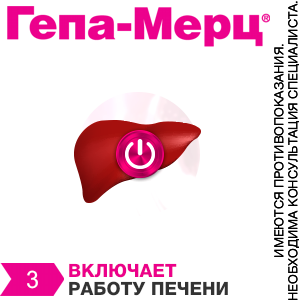 Гепа-Мерц®
3
ВКЛЮЧАЕТ
РАБОТУ ПЕЧЕНИ
ИМЕЮТСЯ ПРОТИВОПОКАЗАНИЯ.
НЕОБХОДИМА КОНСУЛЬТАЦИЯ СПЕЦИАЛИСТА.